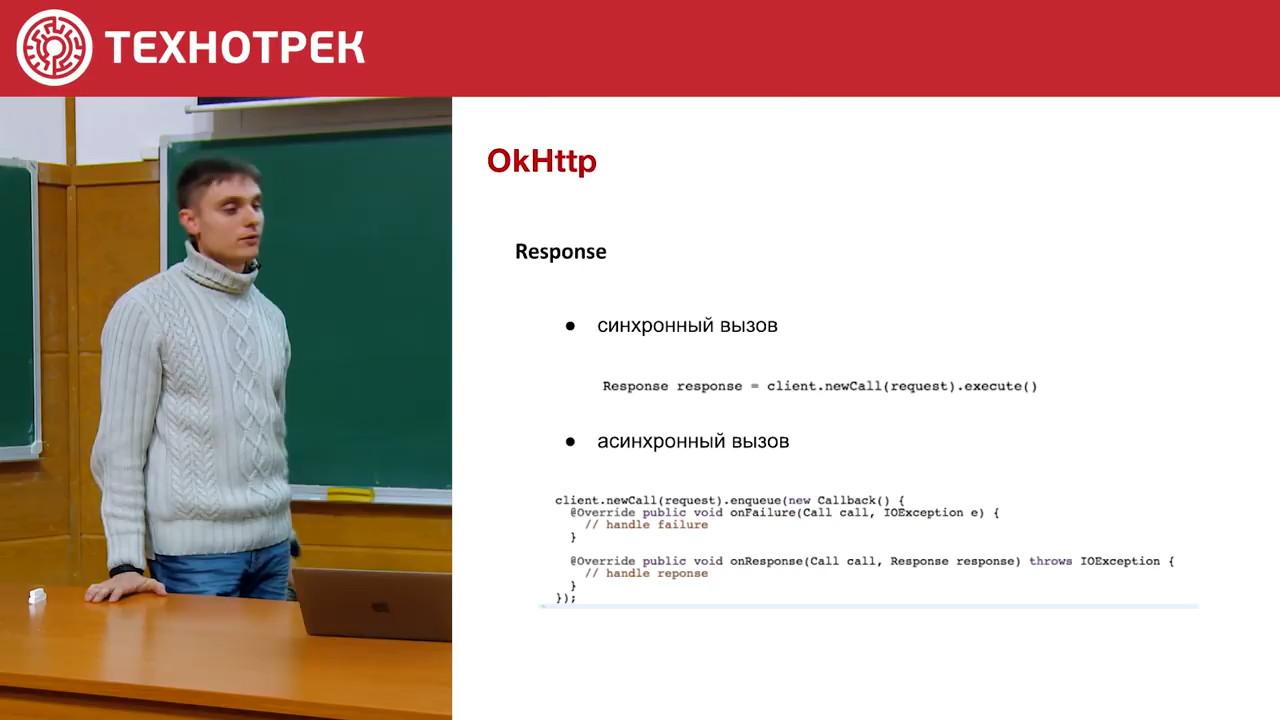 ТЕХНОТРЕК
OkHttp
Response
● синхронный вызов
Response response = client.newCall(request).execute()
● асинхронный вызов
client.newCall(request).enqueue(new Callback() {
@Override public void onFailure(Call call, IOException e) {
// handle failure
}
@Override public void onResponse(Call call, Response response) throws IOException {
// handle reponse
}
});